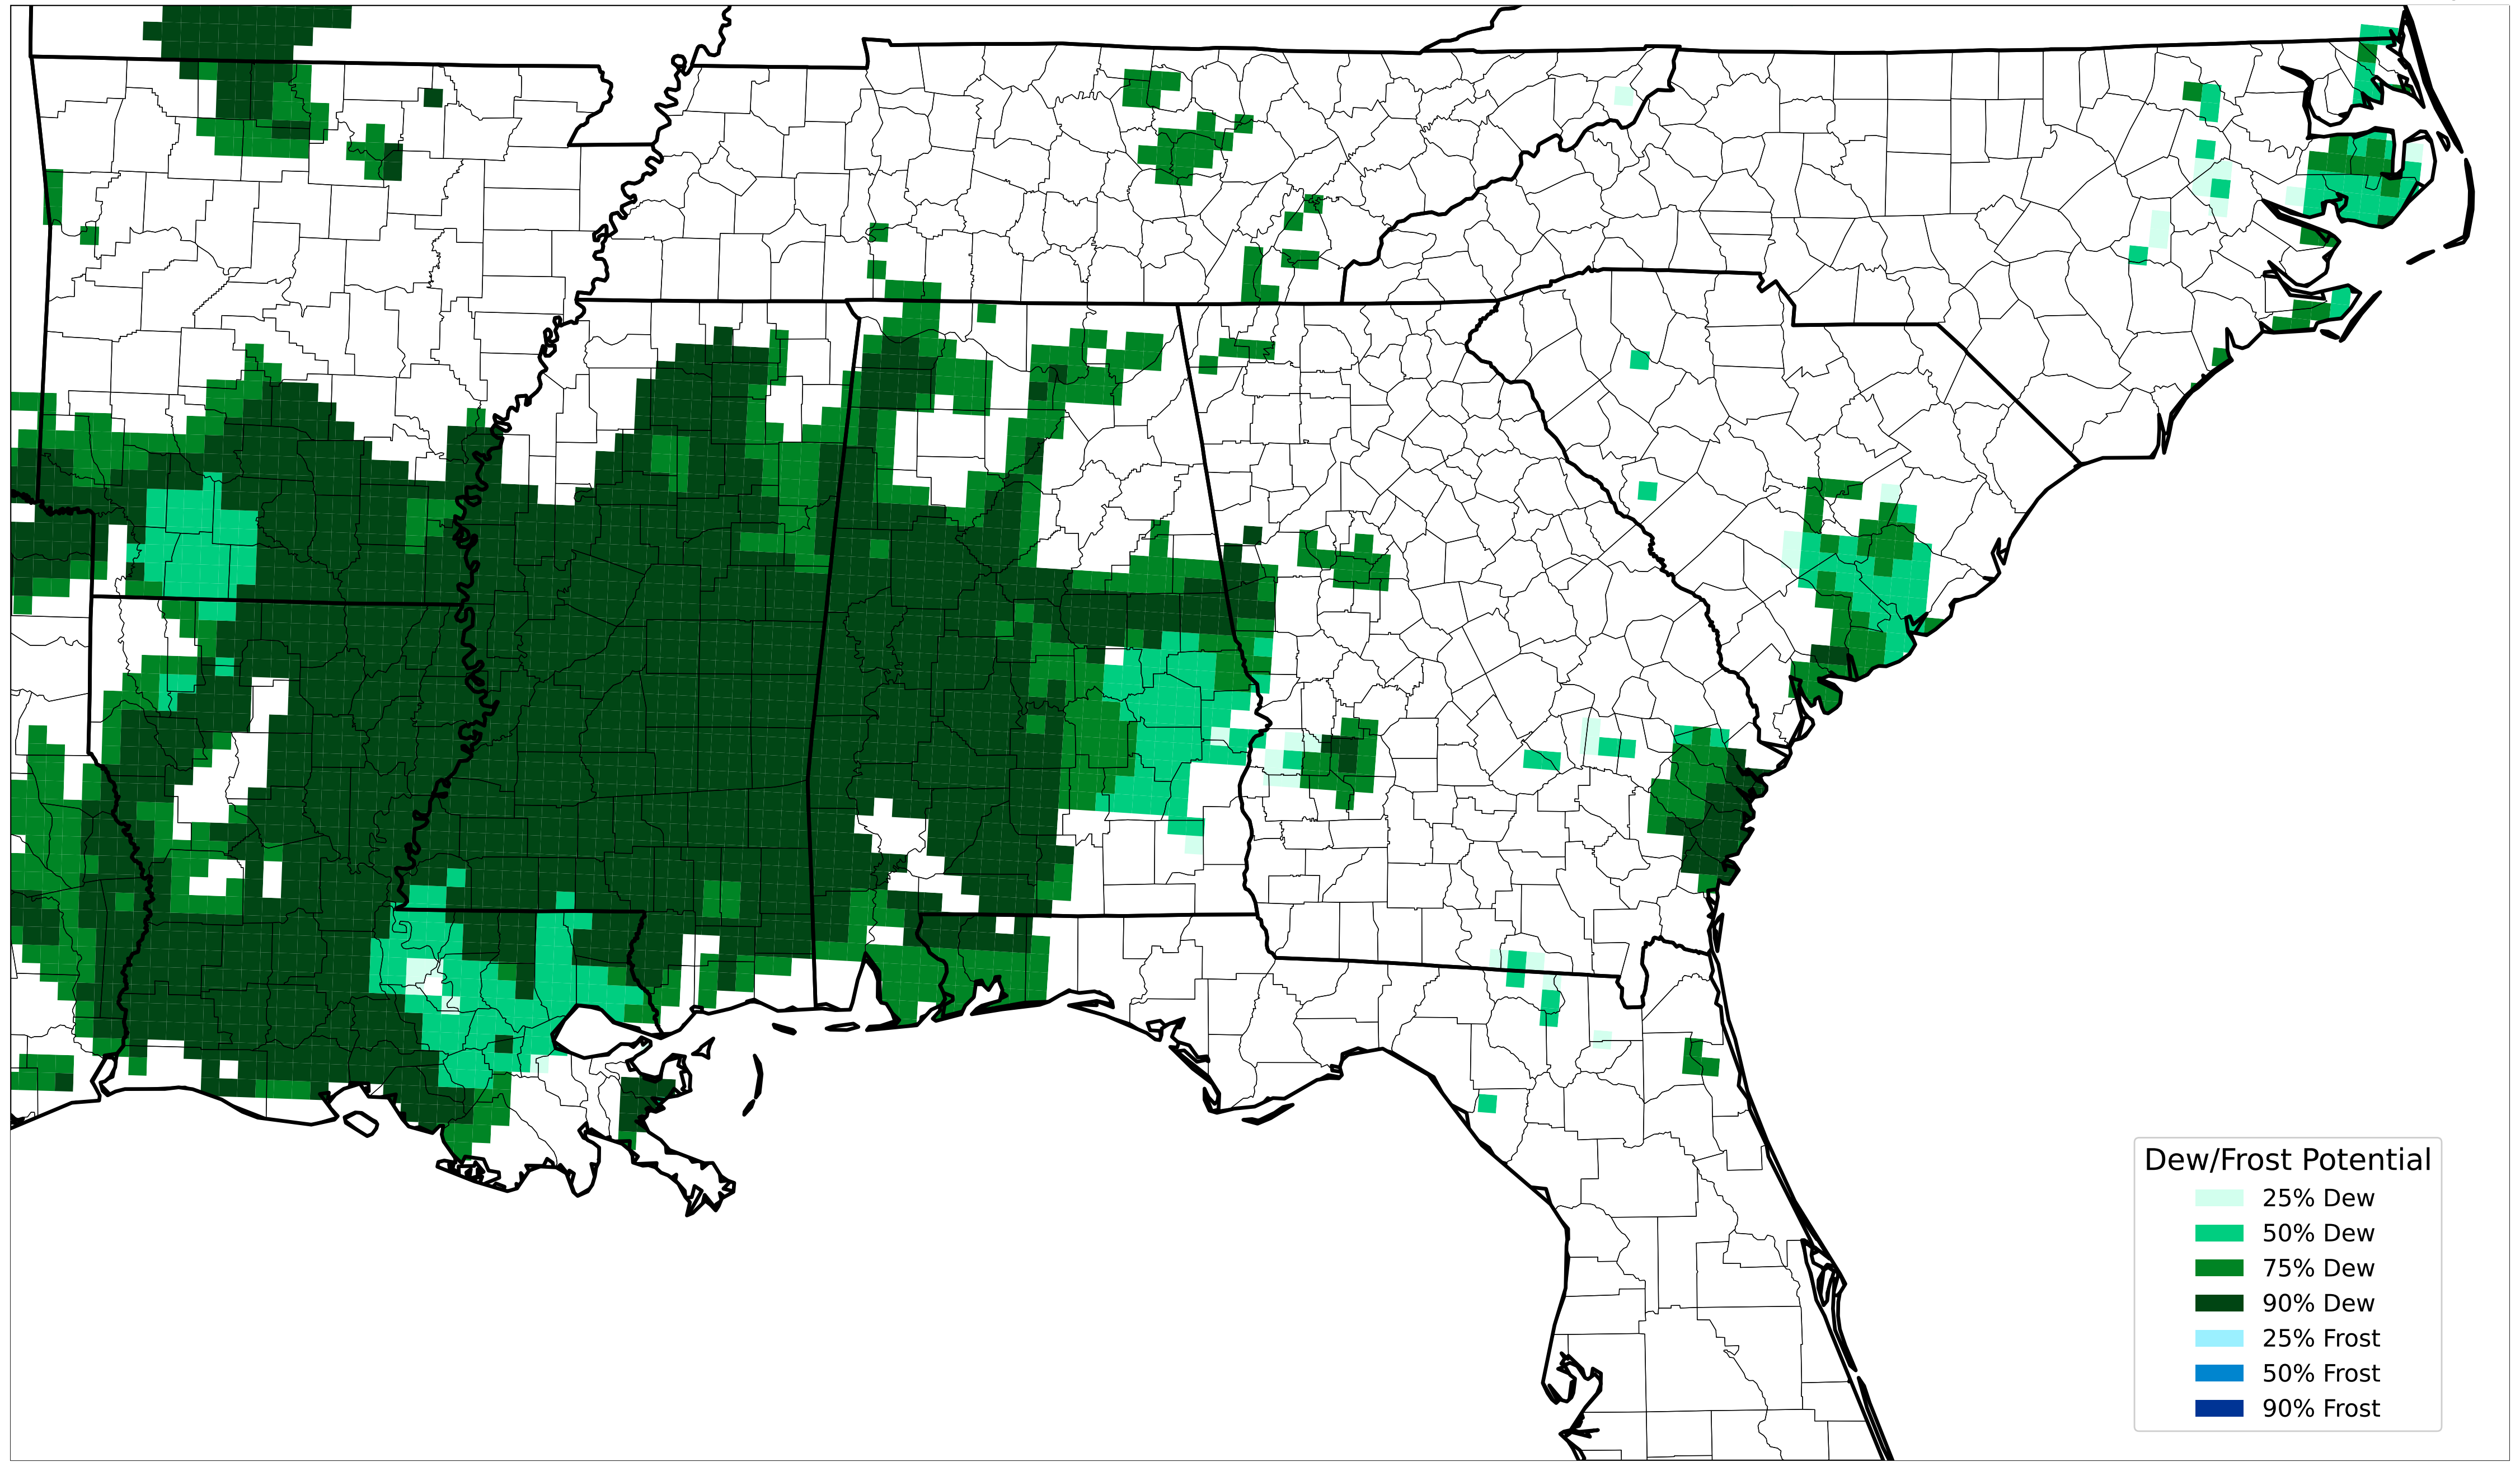 Dew/Frost Potential
25% Dew
50% Dew
75% Dew
90% Dew
25% Frost
50% Frost
90% Frost